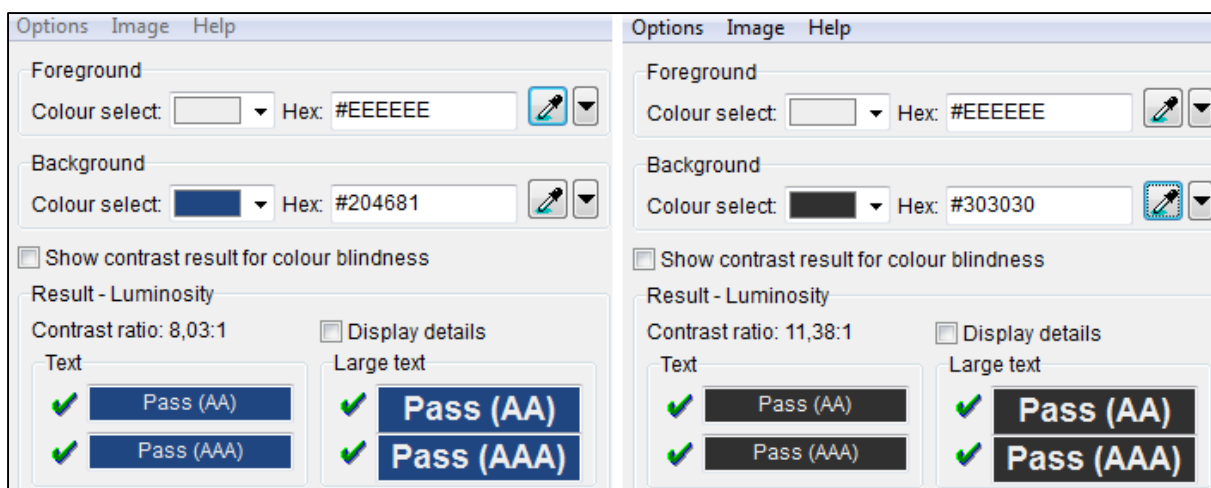 Options Image Help
Foreground
Colour select: Hex: #EEEEEE
Background
Colour select: Hex: #204681
Show contrast result for colour blindness
Result - Luminosity
Contrast ratio: 8,03:1 Display details
Text Large text
Pass (AA) Pass (AA)
Pass (AAA) Pass (AAA)
Options Image Help
Foreground
Colour select: Hex: #EEEEEE
Background
Colour select: Hex: #303030
Show contrast result for colour blindness
Result - Luminosity
Contrast ratio: 11,38:1 Display details
Text Large text
Pass (AA) Pass (AA)
Pass (AAA) Pass (AAA)